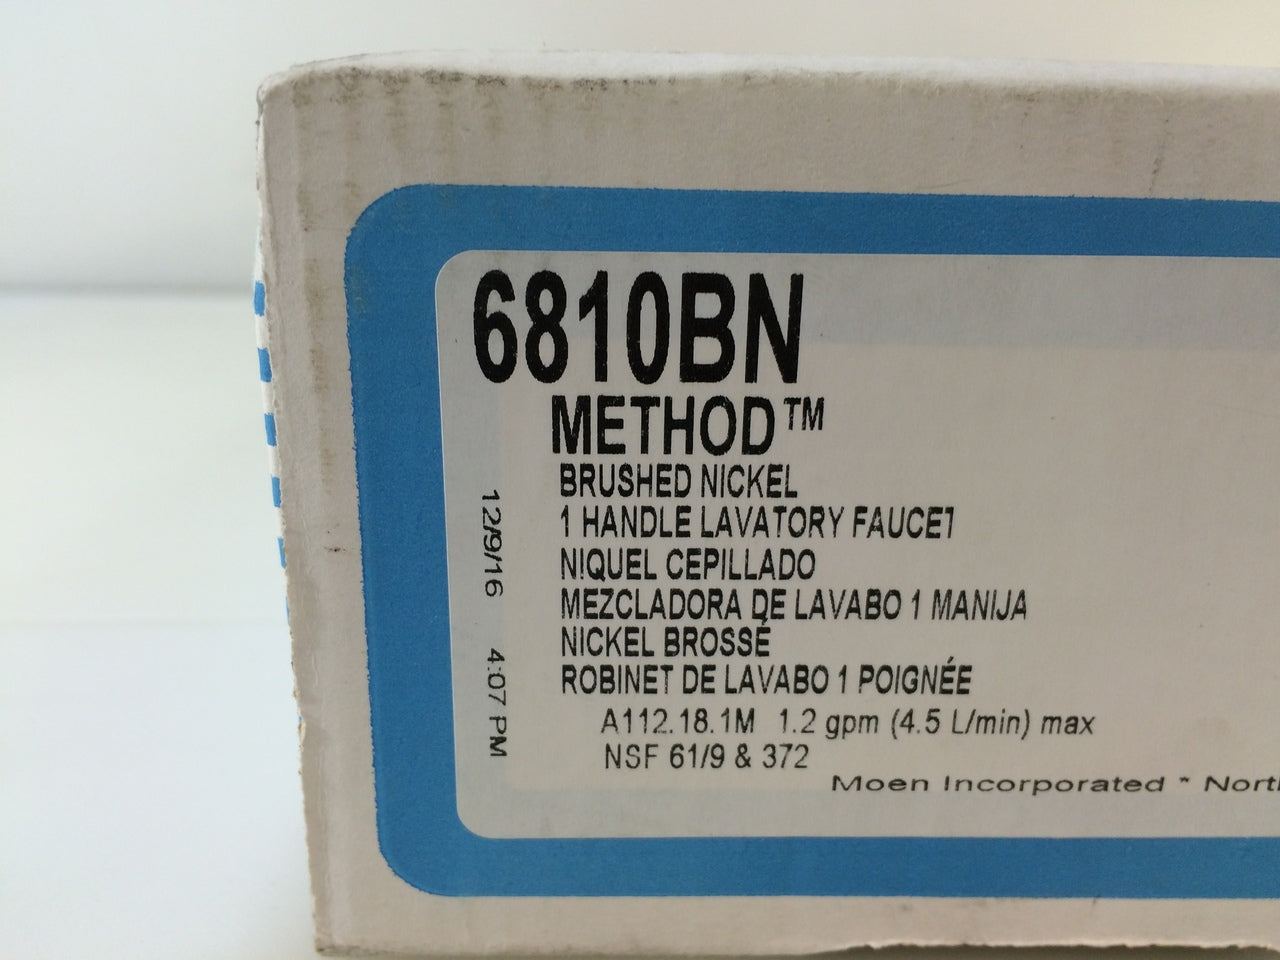 6810BN
METHOD™
BRUSHED NICKEL
1 HANDLE LAVATORY FAUCET
NIQUEL CEPILLADO
MEZCLADORA DE LAVABO 1 MANIJA
NICKEL BROSSÉ
ROBINET DE LAVABO 1 POIGNÉE
A112.18.1M 1.2 gpm (4.5 L/min) max
NSF 61/9 & 372
Moen Incorporated * North
12/9/16 4:07 PM